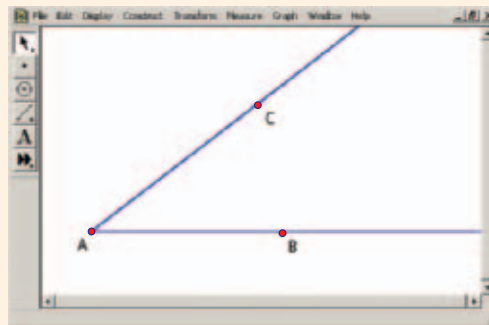 File Edit Display Construct Transform Measure Graph Window Help
A
C
A
B